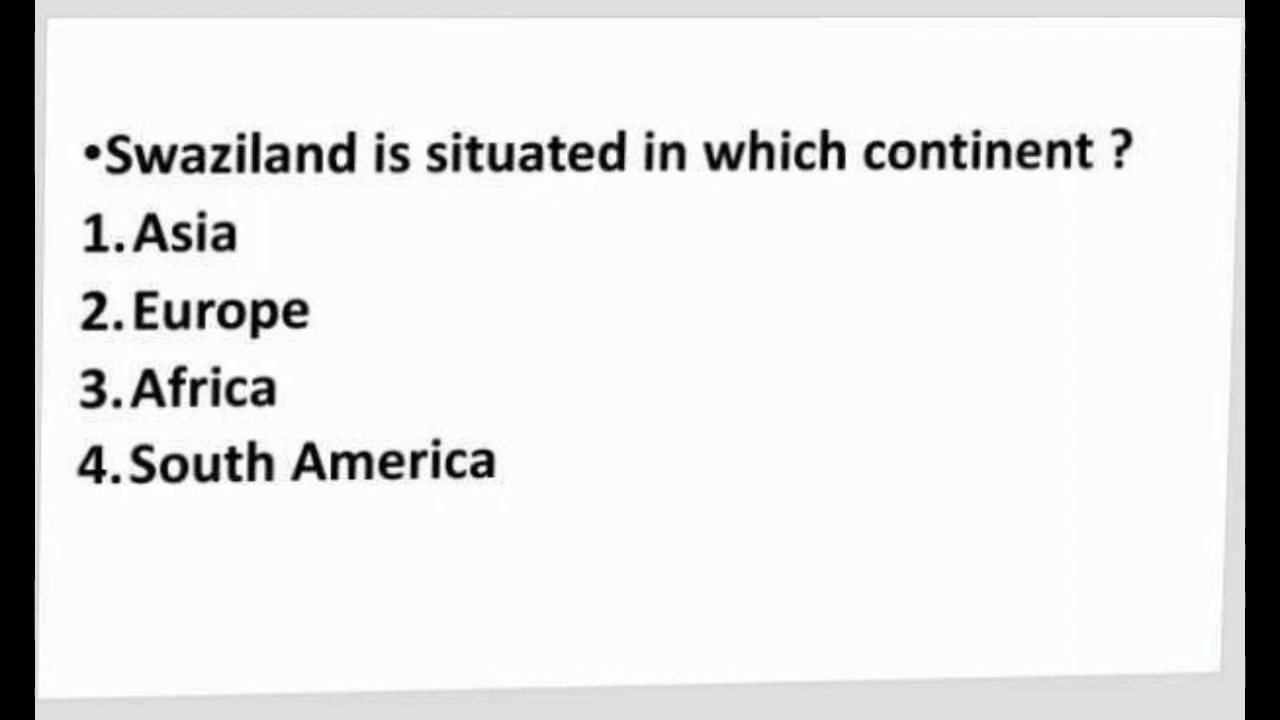 •Swaziland is situated in which continent ?
1. Asia
2. Europe
3. Africa
4. South America